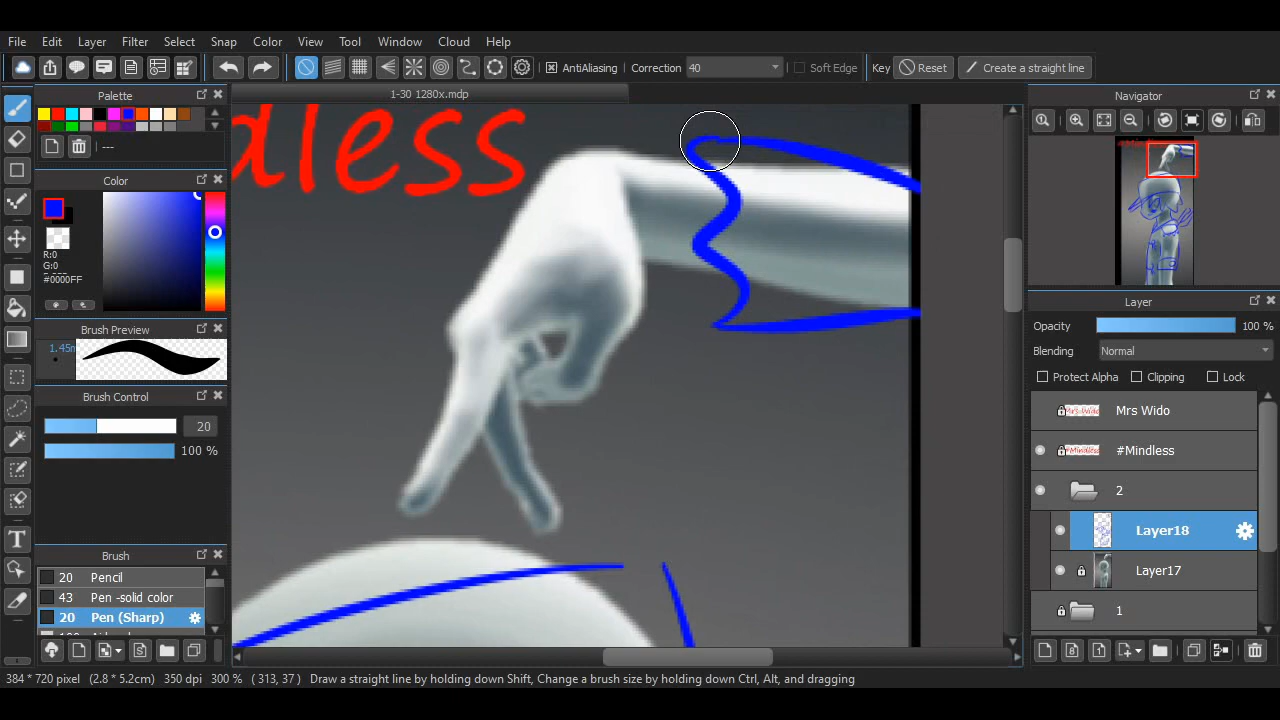 File Edit Layer Filter Select Snap Color View Tool Window Cloud Help
AntiAliasing Correction 40 Soft Edge Key Reset Create a straight line
Palette
1-30 1280x.mdp
Navigator
---
Color
R:0
G:0
#0000FF
dless
Brush Preview
Brush Control
20
100 %
Brush
20 Pencil
43 Pen -solid color
20 Pen (Sharp)
Layer
Opacity 100 %
Blending Normal
Protect Alpha Clipping Lock
Mrs Wido Mrs Wido
#Mindless #Mindless
2
Layer18
Layer17
1
384 * 720 pixel (2.8 * 5.2cm) 350 dpi 300 % ( 313, 37 ) Draw a straight line by holding down Shift, Change a brush size by holding down Ctrl, Alt, and dragging